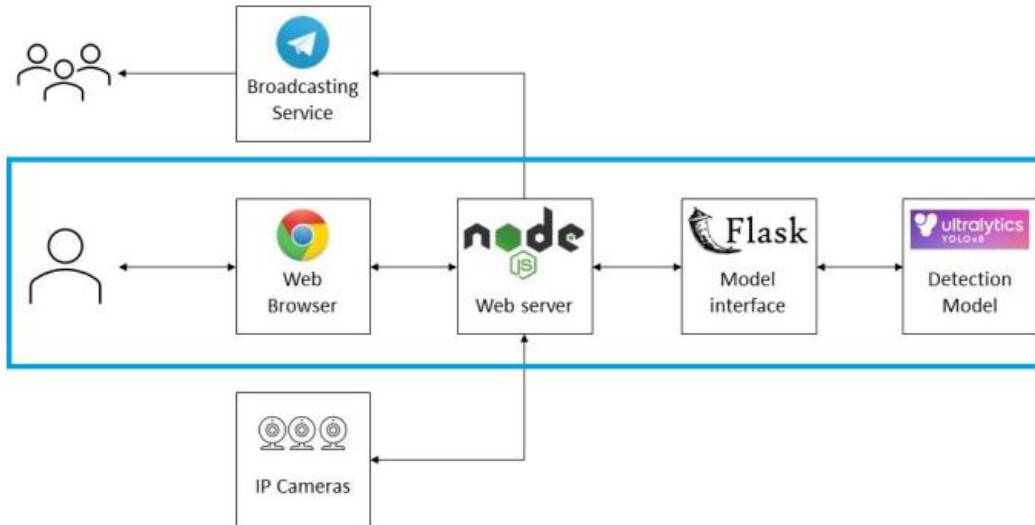 Broadcasting
Service
Web
Browser
node
JS
Web server
Flask
Model
interface
ultralytics
YOLOv8
Detection
Model
IP Cameras